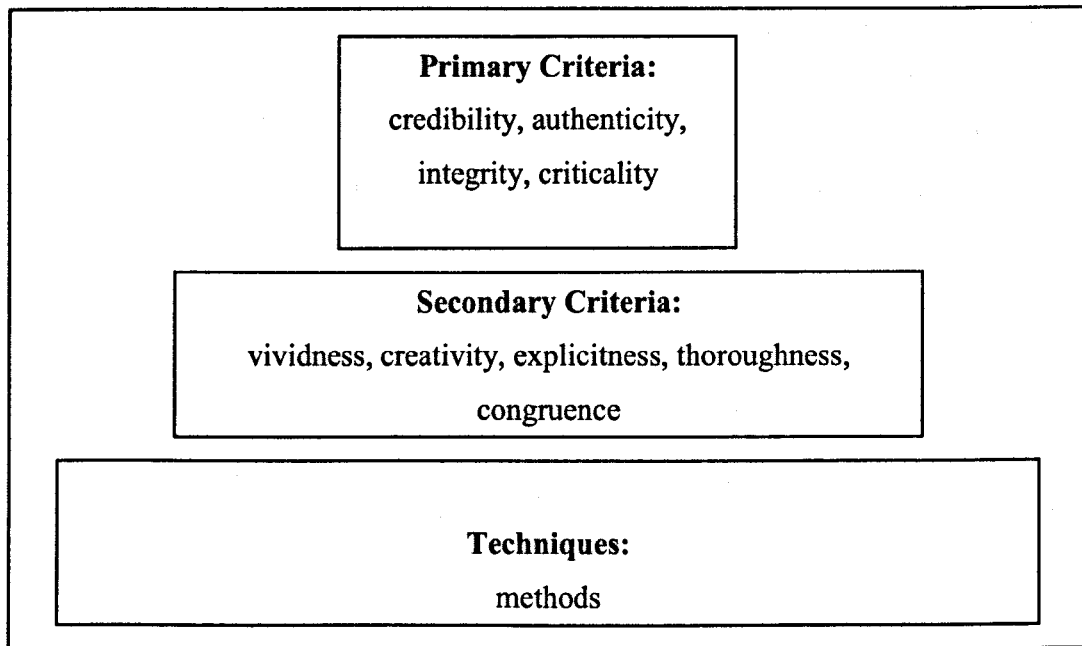 Primary Criteria:
credibility, authenticity,
integrity, criticality
Secondary Criteria:
vividness, creativity, explicitness, thoroughness,
congruence
Techniques:
methods